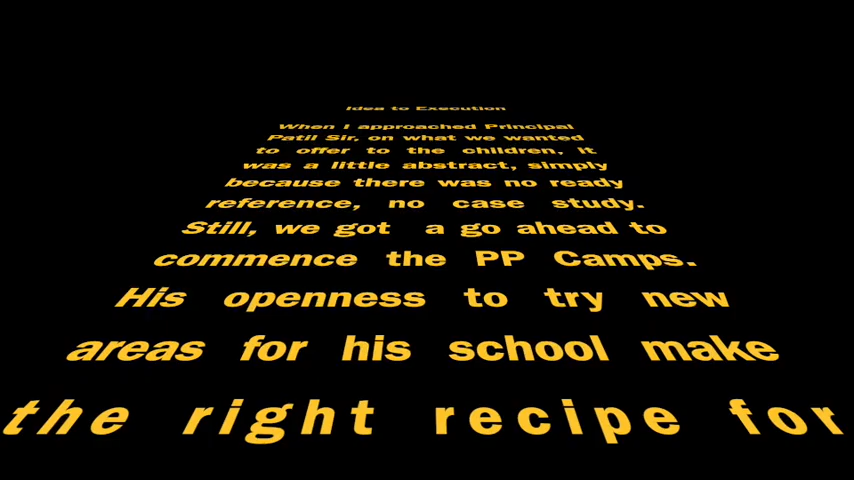 Idea to Execution
When I approached Principal
Patil Sir, on what we wanted
to offer to the children, it
was a little abstract, simply
because there was no ready
reference, no case study.
Still, we got a go ahead to
commence the PP Camps.
His openness to try new
areas for his school make
the right recipe for